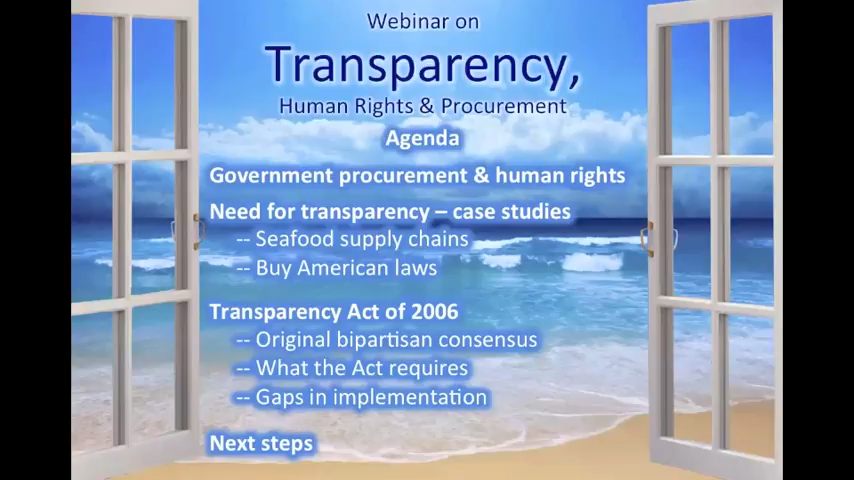 Webinar on
Transparency,
Human Rights & Procurement
Agenda
Government procurement & human rights
Need for transparency – case studies
-- Seafood supply chains
-- Buy American laws
Transparency Act of 2006
-- Original bipartisan consensus
-- What the Act requires
-- Gaps in implementation
Next steps